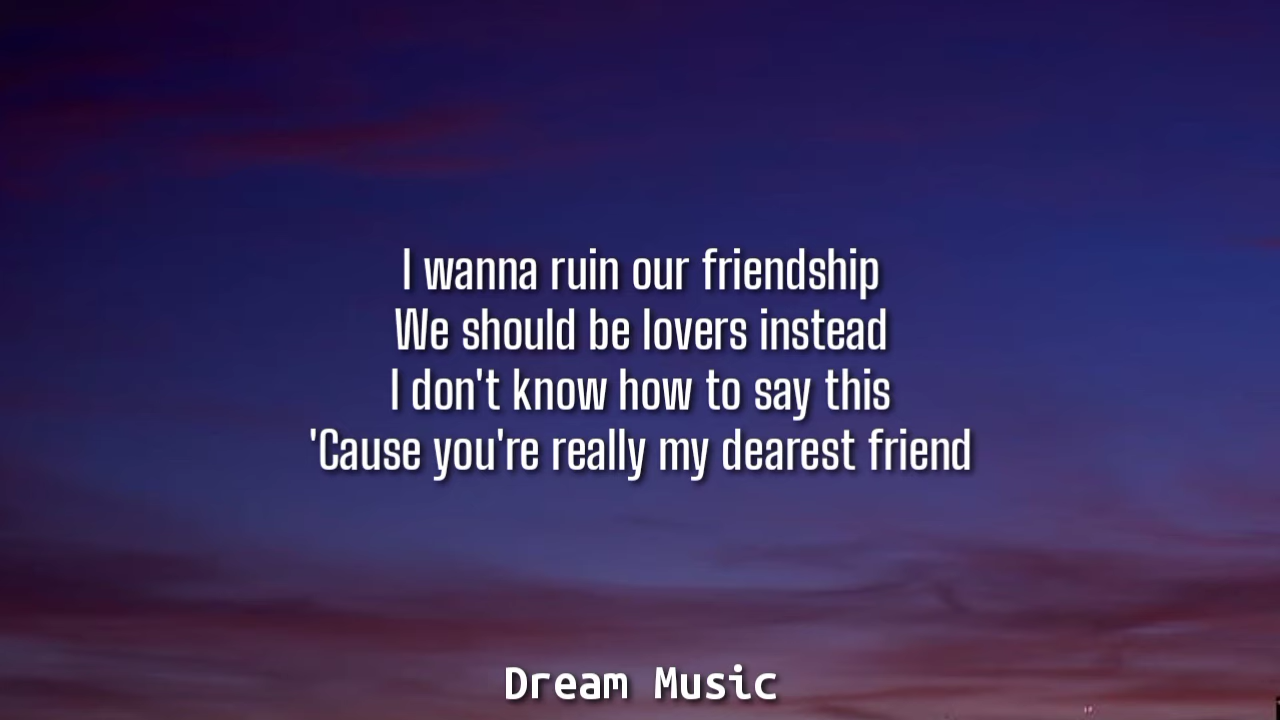 I wanna ruin our friendship
We should be lovers instead
I don't know how to say this
'Cause you're really my dearest friend
Dream Music